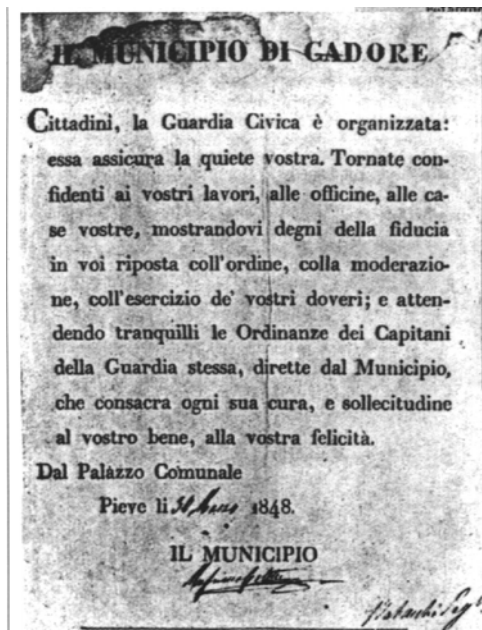 IL MUNICIPIO DI CADORE
Cittadini, la Guardia Civica è organizzata:
essa assicura la quiete vostra. Tornate con-
fidenti ai vostri lavori, alle officine, alle ca-
se vostre, mostrandovi degni della fiducia
in voi riposta coll'ordine, colla moderazio-
ne, coll'esercizio de' vostri doveri; e atten-
dendo tranquilli le Ordinanze dei Capitani
della Guardia stessa, dirette dal Municipio,
che consacra ogni sua cura, e sollecitudine
al vostro bene, alla vostra felicità.
Dal Palazzo Comunale
Pieve li 1848.
IL MUNICIPIO